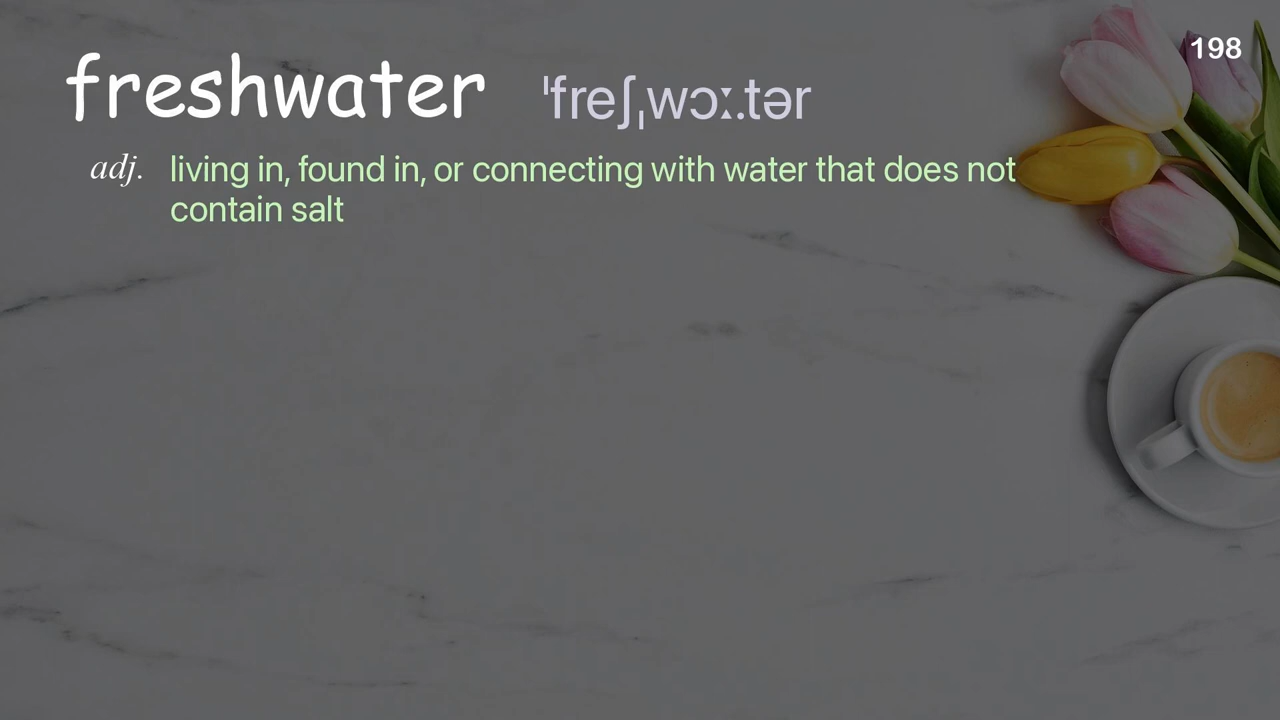 198
freshwater ˈfreʃˌwɔː.tər
adj. living in, found in, or connecting with water that does not
contain salt